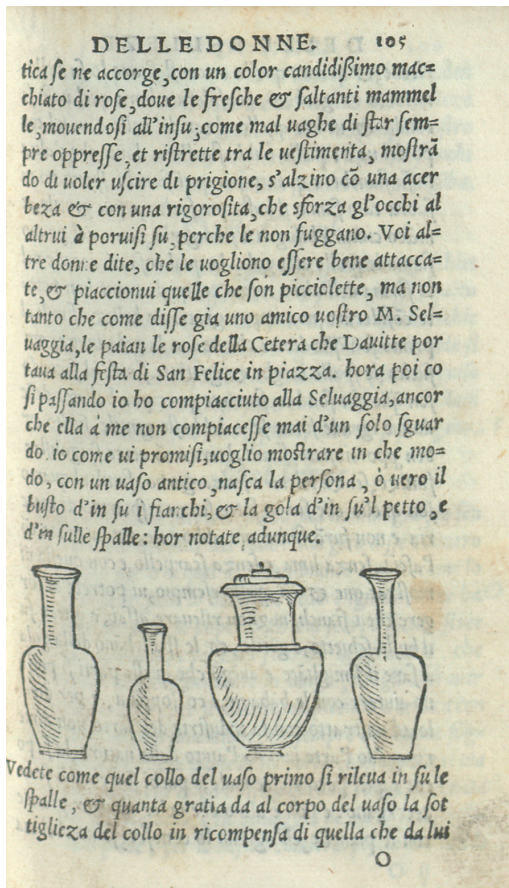 DELLE DONNE. 105
tica se ne accorge, con un color candidißimo mac=
chiato di rose, doue le fresche & saltanti mammel
le, mouendosi all'insu, come mal uaghe di star sem=
pre oppresse, et ristrette tra le uestimenta, mostrã
do di uoler uscire di prigione, s'alzino cõ una acer
beza & con una rigorosita, che sforza gl'occhi al
altrui à poruisi su, perche le non fuggano. Voi al=
tre donne dite, che le uogliono essere bene attacca=
te, & piaccionui quelle che son picciolette, ma non
tanto che come disse gia uno amico uostro M. Sel=
uaggia, le paian le rose della Cetera che Dauitte por
taua alla festa di San Felice in piazza. hora poi co
si passando io ho compiacciuto alla Seluaggia, ancor
che ella à me non compiacesse mai d'un solo sguar
do. io come ui promisi, uoglio mostrare in che mo=
do, con un uaso antico, nasca la persona, ò uero il
busto d'in su i fianchi, & la gola d'in su'l petto, e
d'in sulle spalle: hor notate adunque.
Vedete come quel collo del uaso primo si rileua in su le
spalle, & quanta gratia da al corpo del uaso la sot
tiglieza del collo in ricompensa di quella che da lui
O